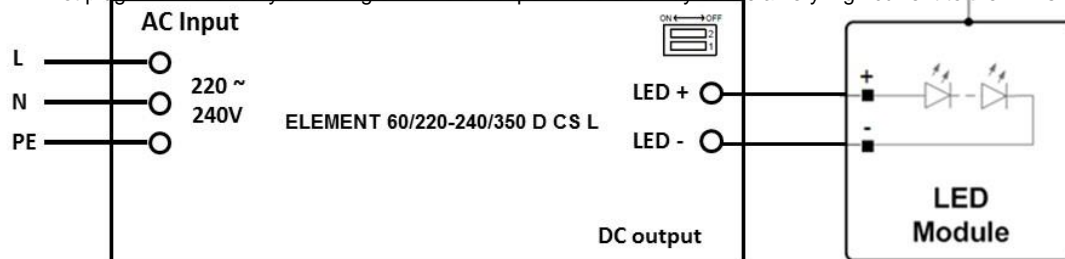 AC Input
ON OFF
2
1
L
220 ~
N
240V
PE
ELEMENT 60/220-240/350 D CS L
LED +
LED -
DC output
+
-
LED
Module